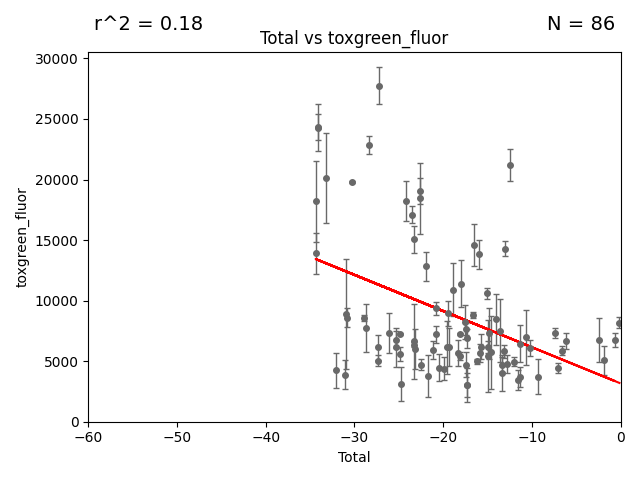 r^2 = 0.18
N = 86
Total vs toxgreen_fluor
30000
25000
20000
15000
10000
5000
0
toxgreen_fluor
−60
−50
−40
−30
−20
−10
0
Total